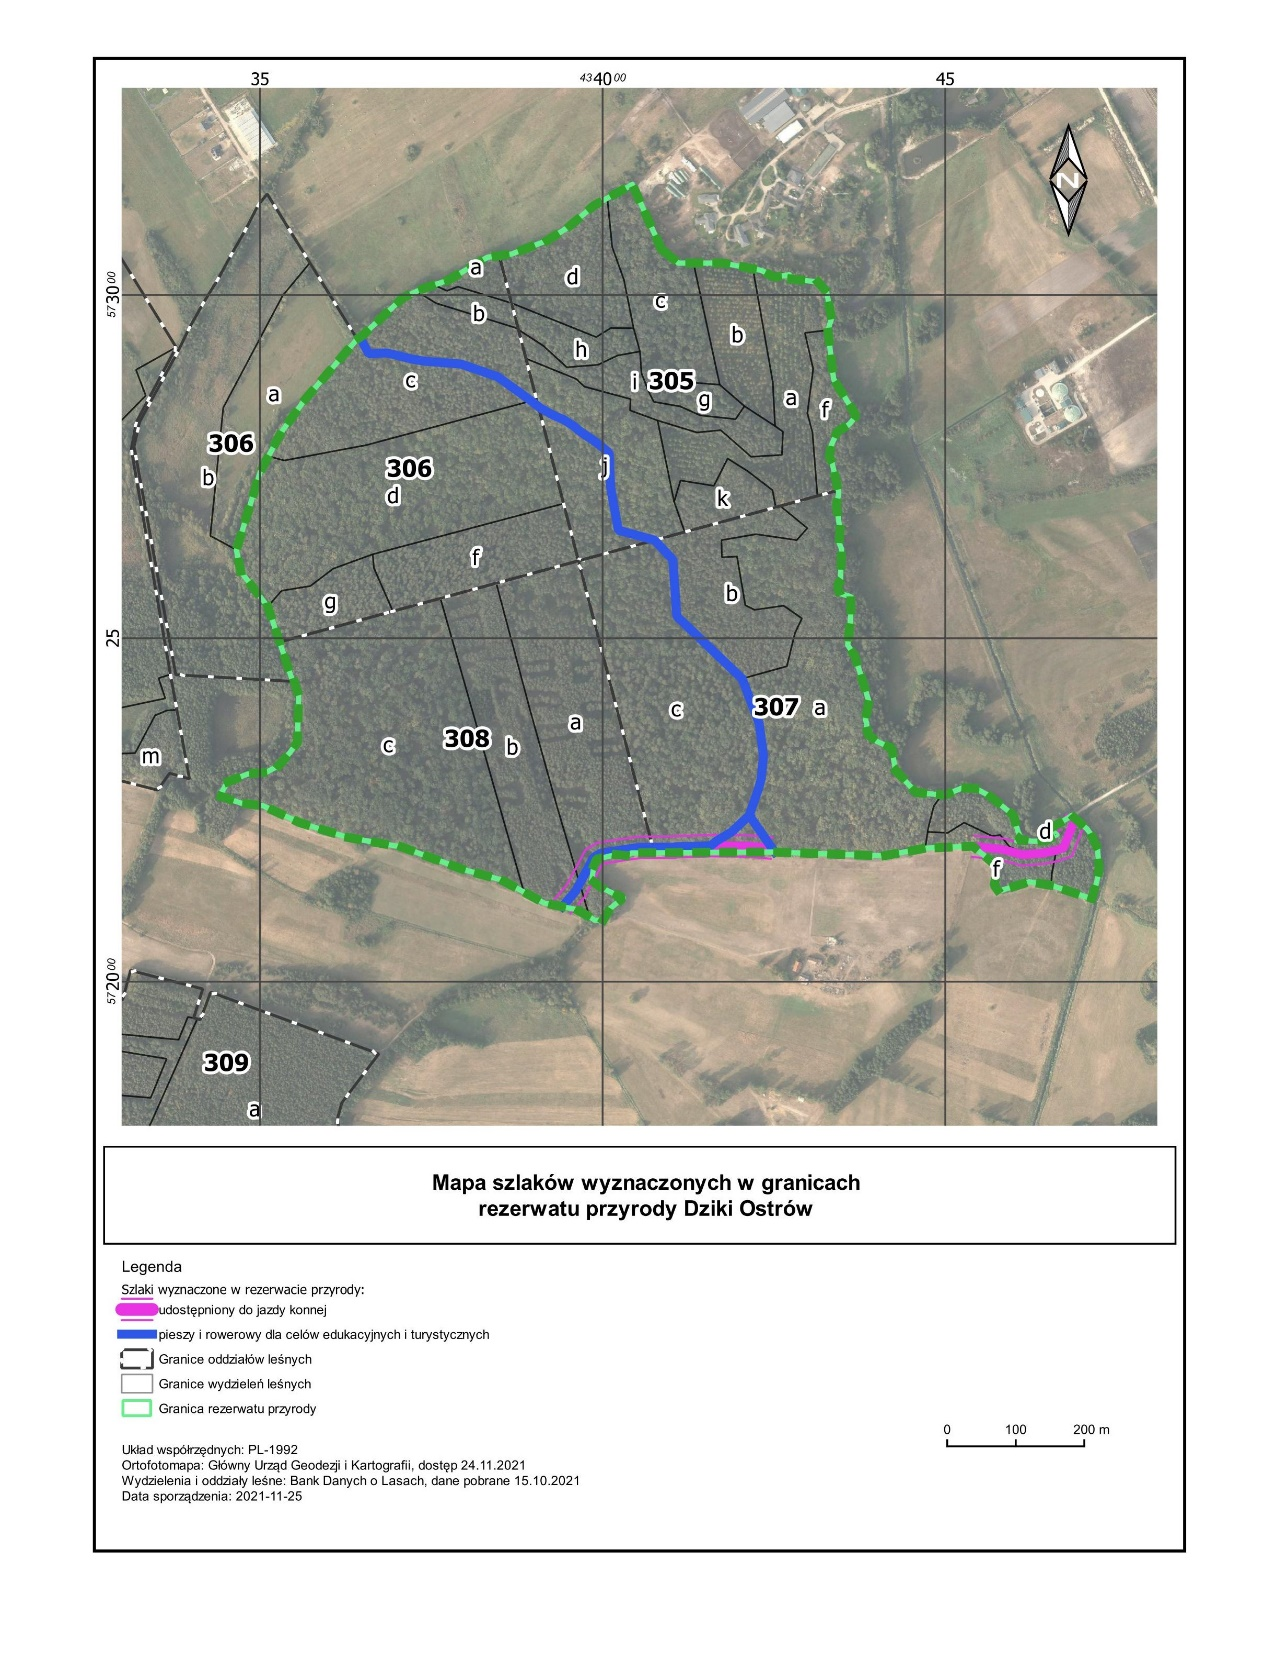 35 4340 00 45
a
d
5730 00
c
b
b
h
i 305
c
g
a
a
f
306
306
j
b
d
k
f
b
g
25
c
307 a
a
308
c
b
m
d
f
5720 00
309
a
N
Mapa szlaków wyznaczonych w granicach
rezerwatu przyrody Dziki Ostrów
Legenda
Szlaki wyznaczone w rezerwacie przyrody:
udostępniony do jazdy konnej
pieszy i rowerowy dla celów edukacyjnych i turystycznych
Granice oddziałów leśnych
Granice wydzieleń leśnych
Granica rezerwatu przyrody
0 100 200 m
Układ współrzędnych: PL-1992
Ortofotomapa: Główny Urząd Geodezji i Kartografii, dostęp 24.11.2021
Wydzielenia i oddziały leśne: Bank Danych o Lasach, dane pobrane 15.10.2021
Data sporządzenia: 2021-11-25